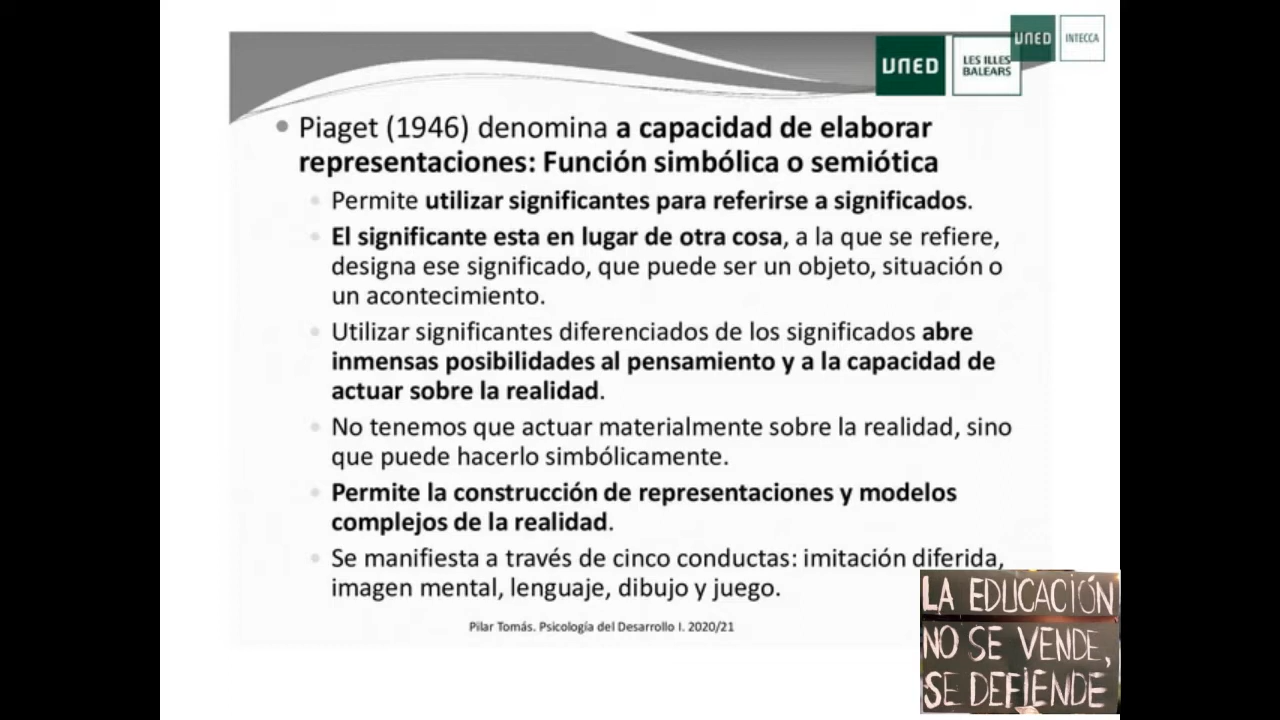 UNED
INTECCA
UNED
LES ILLES
BALEARS
Piaget (1946) denomina a capacidad de elaborar
representaciones: Función simbólica o semiótica
Permite utilizar significantes para referirse a significados.
El significante esta en lugar de otra cosa, a la que se refiere,
designa ese significado, que puede ser un objeto, situación o
un acontecimiento.
Utilizar significantes diferenciados de los significados abre
inmensas posibilidades al pensamiento y a la capacidad de
actuar sobre la realidad.
No tenemos que actuar materialmente sobre la realidad, sino
que puede hacerlo simbólicamente.
Permite la construcción de representaciones y modelos
complejos de la realidad.
Se manifiesta a través de cinco conductas: imitación diferida,
imagen mental, lenguaje, dibujo y juego.
Pilar Tomás. Psicología del Desarrollo I. 2020/21
LA EDUCACIÓN
NO SE VENDE,
SE DEFIENDE